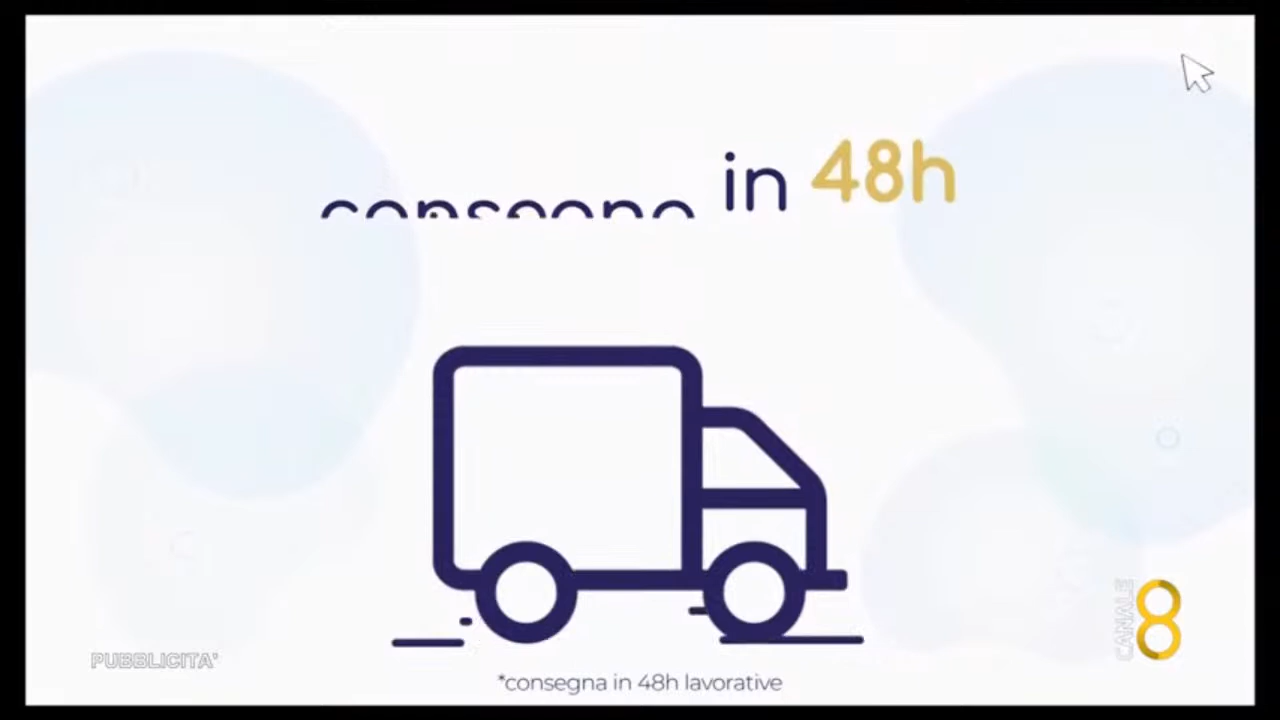 consegna in 48h
CANALE 8
PUBBLICITA'
*consegna in 48h lavorative